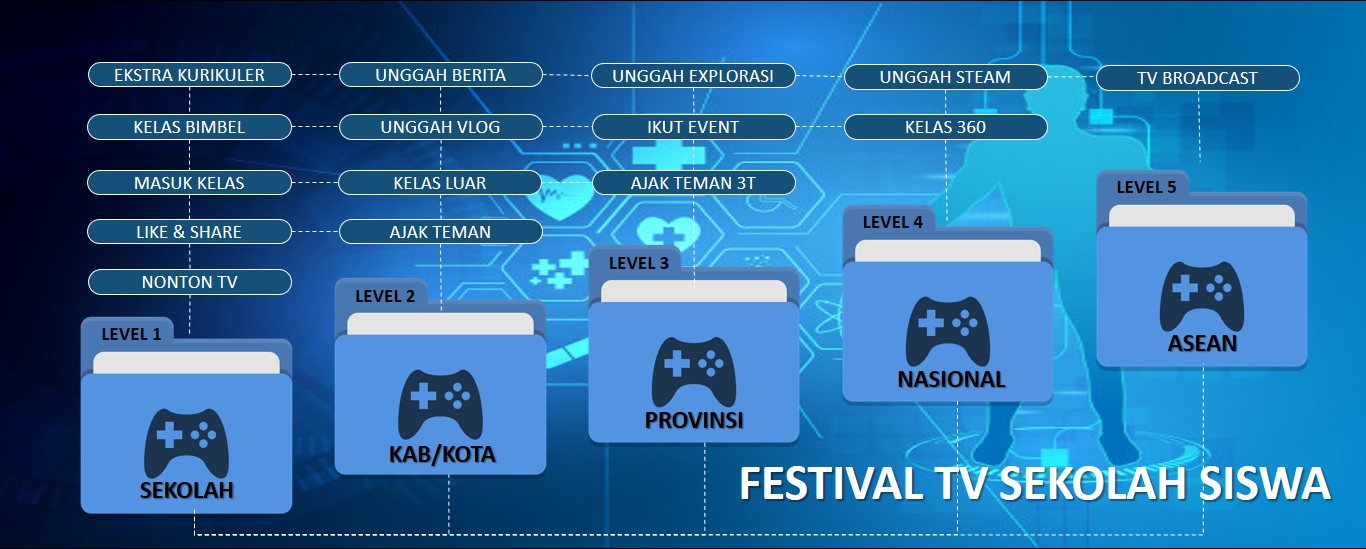 EKSTRA KURIKULER
UNGGAH BERITA
UNGGAH EXPLORASI
UNGGAH STEAM
TV BROADCAST
KELAS BIMBEL
UNGGAH VLOG
IKUT EVENT
KELAS 360
MASUK KELAS
KELAS LUAR
AJAK TEMAN 3T
LIKE & SHARE
AJAK TEMAN
NONTON TV
LEVEL 1
SEKOLAH
LEVEL 2
KAB/KOTA
LEVEL 3
PROVINSI
LEVEL 4
NASIONAL
LEVEL 5
ASEAN
FESTIVAL TV SEKOLAH SISWA